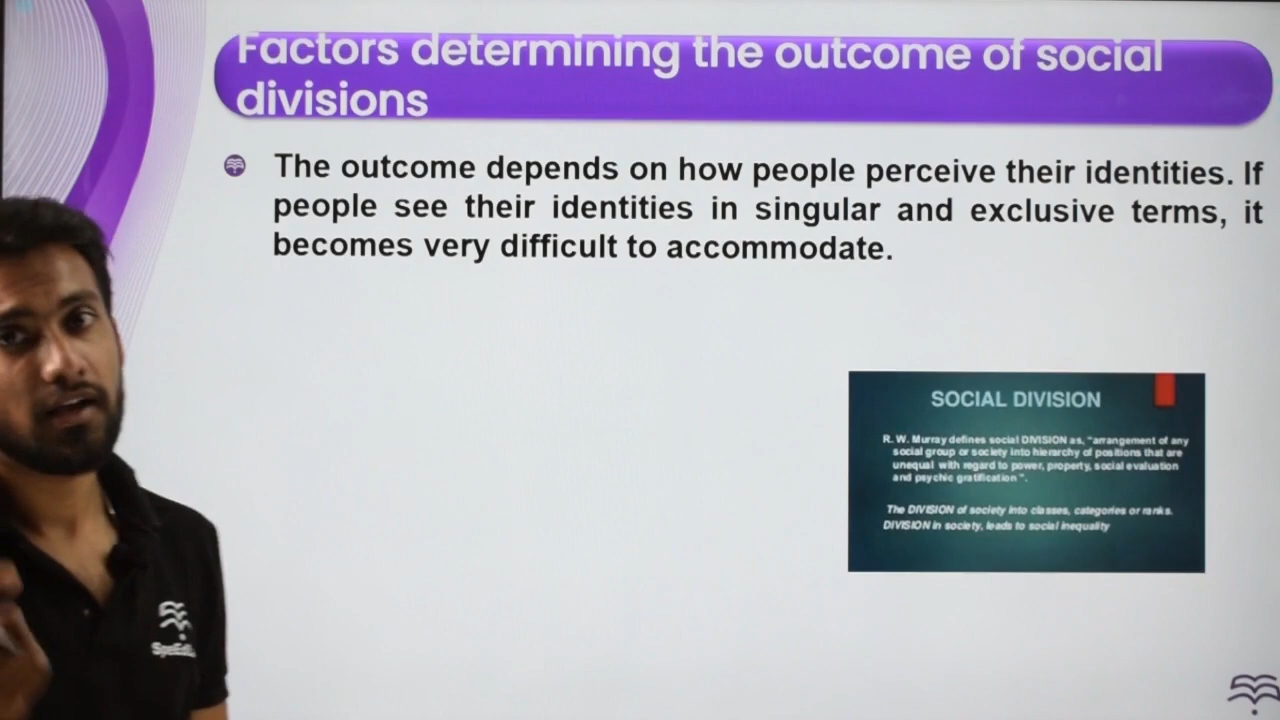 Factors determining the outcome of social
divisions
The outcome depends on how people perceive their identities. If
people see their identities in singular and exclusive terms, it
becomes very difficult to accommodate.
SOCIAL DIVISION
R. W. Murray defines social DIVISION as, "arrangement of any
social group or society into hierarchy of positions that are
unequal with regard to power, property, social evaluation
and psychic gratification ".
The DIVISION of society into classes, categories or ranks.
DIVISION in society, leads to social inequality